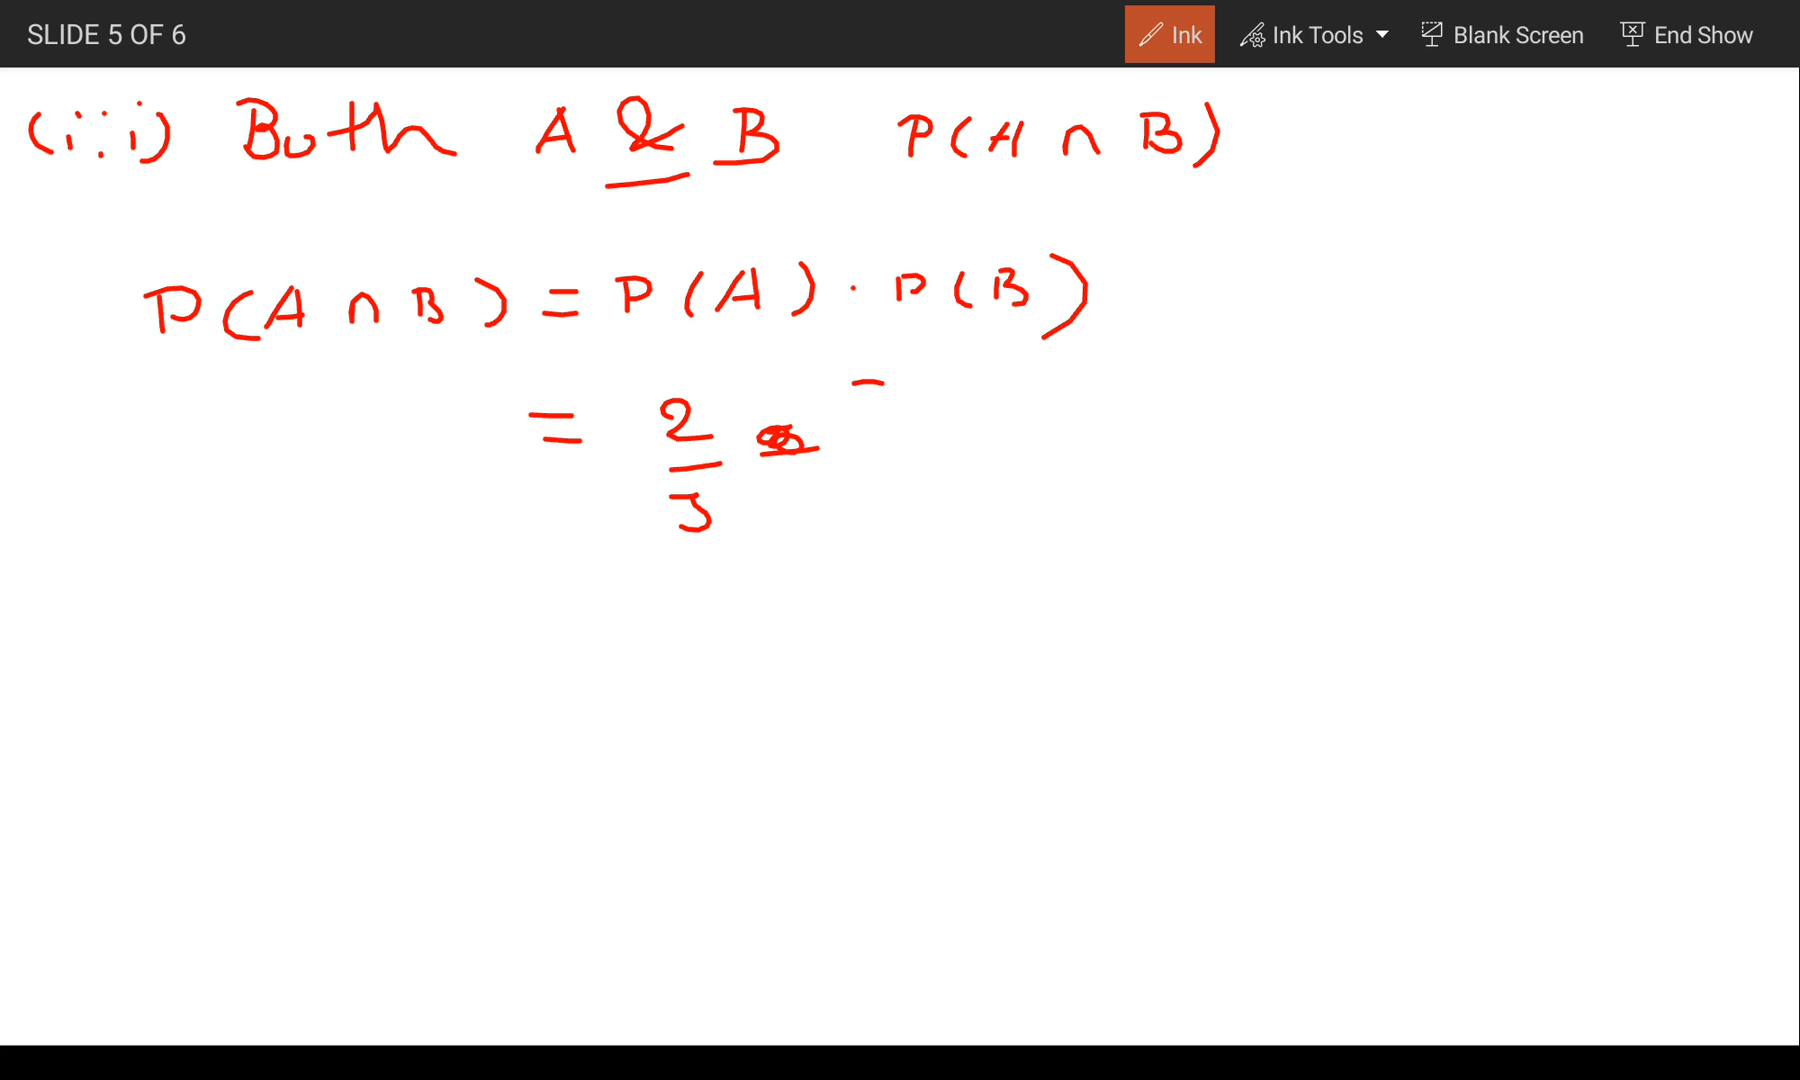 SLIDE 5 OF 6 Ink Ink Tools Blank Screen End Show
(iii) Both A & B P(A ∩ B)
P(A ∩ B) = P(A) . P(B)
= 2/3